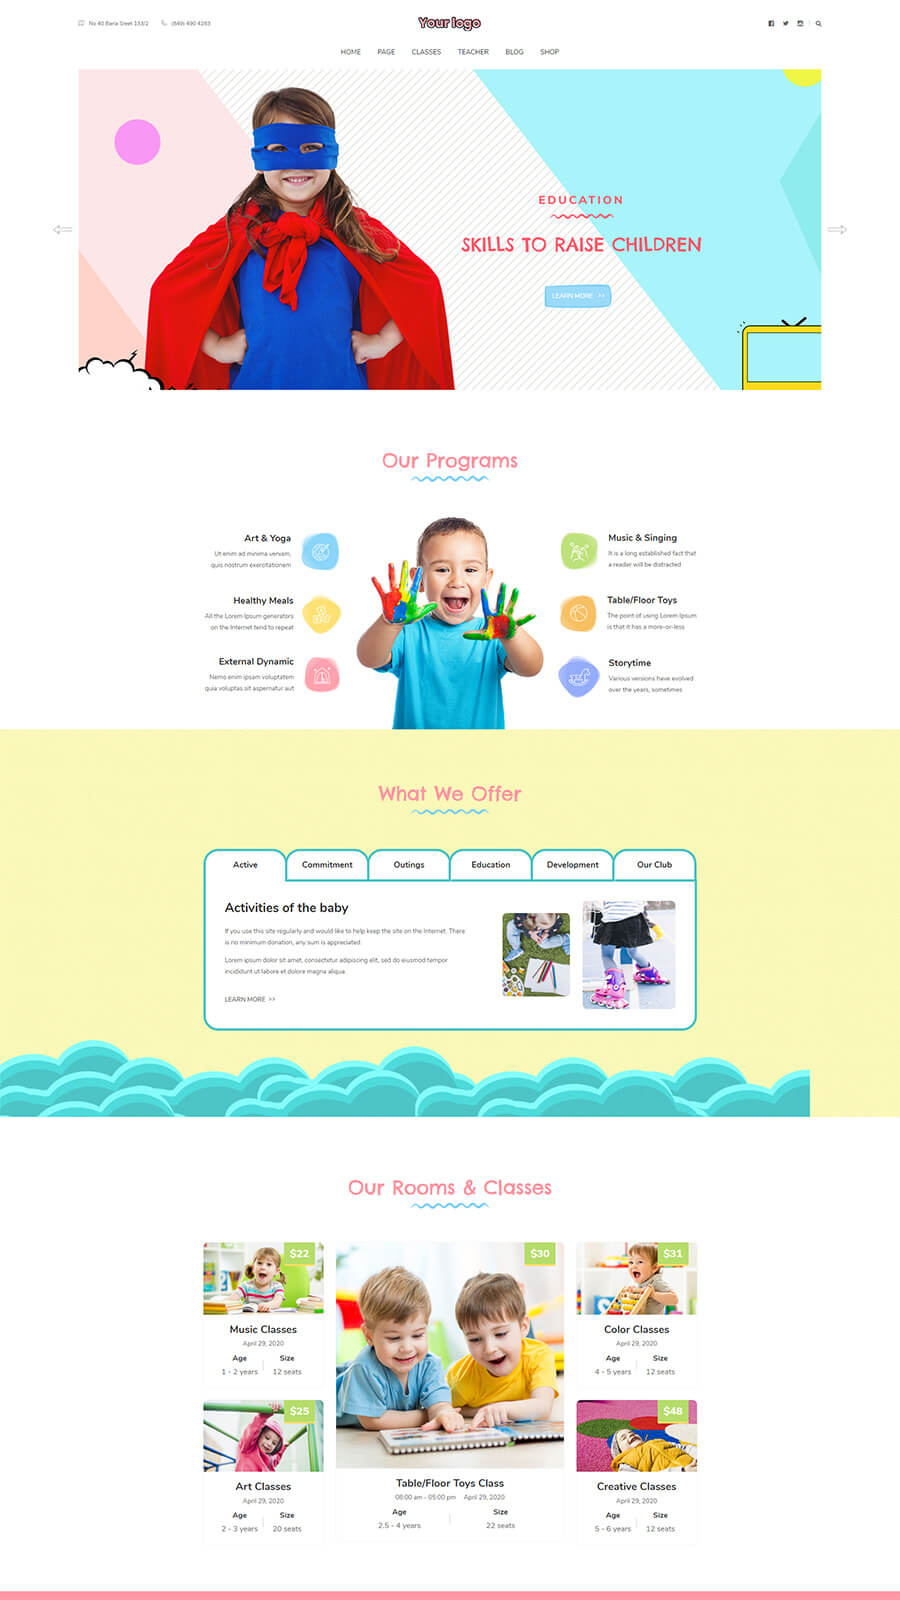 No 40 Baria Sreet 133/2
(849) 490 4283
Your logo
HOME PAGE CLASSES TEACHER BLOG SHOP
EDUCATION
SKILLS TO RAISE CHILDREN
LEARN MORE >>
Our Programs
Art & Yoga
Ut enim ad minima veniam,
quis nostrum exercitationem
Healthy Meals
All the Lorem Ipsum generators
on the Internet tend to repeat
External Dynamic
Nemo enim ipsam voluptatem
quia voluptas sit aspernatur aut
Music & Singing
It is a long established fact that
a reader will be distracted
Table/Floor Toys
The point of using Lorem Ipsum
is that it has a more-or-less
Storytime
Various versions have evolved
over the years, sometimes
What We Offer
Active Commitment Outings Education Development Our Club
Activities of the baby
If you use this site regularly and would like to help keep the site on the Internet. There
is no minimum donation, any sum is appreciated.
Lorem ipsum dolor sit amet, consectetur adipiscing elit, sed do eiusmod tempor
incididunt ut labore et dolore magna aliqua.
LEARN MORE >>
Our Rooms & Classes
$22
Music Classes
April 29, 2020
Age Size
1 - 2 years 12 seats
$25
Art Classes
April 29, 2020
Age Size
2 - 3 years 20 seats
$30
Table/Floor Toys Class
08:00 am - 05:00 pm April 29, 2020
Age Size
2.5 - 4 years 22 seats
$31
Color Classes
April 29, 2020
Age Size
4 - 5 years 12 seats
$48
Creative Classes
April 29, 2020
Age Size
5 - 6 years 12 seats